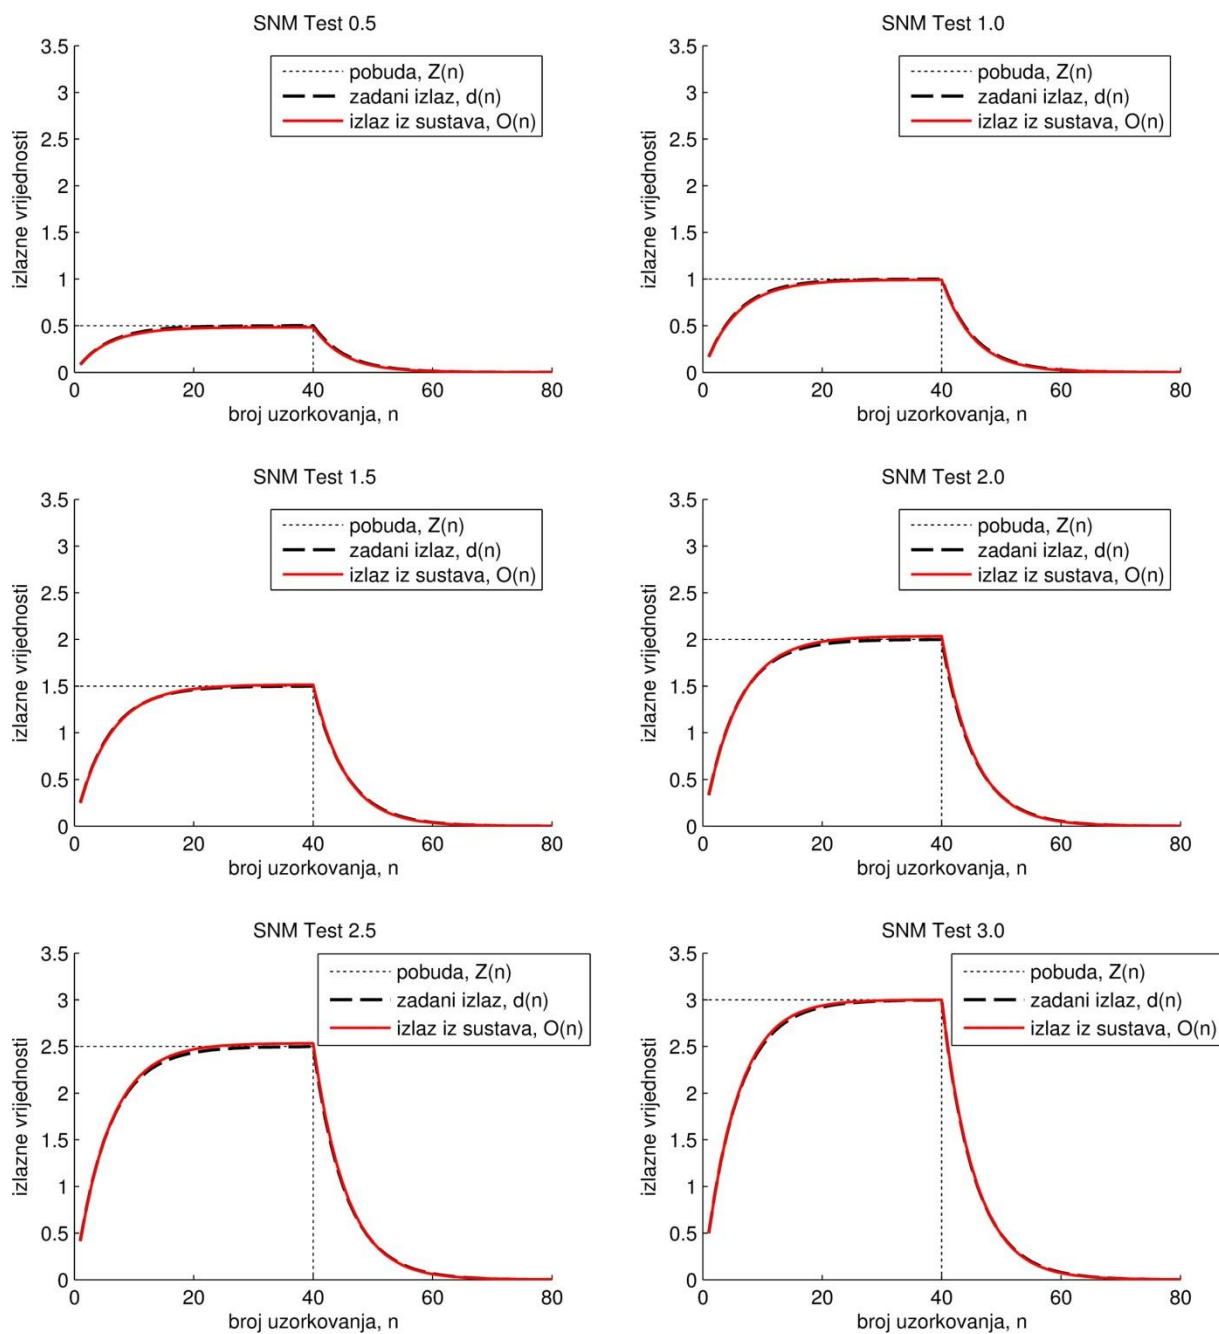 SNM Test 0.5
3.5
3
2.5
2
1.5
1
0.5
0
izlazne vrijednosti
pobuda, Z(n)
zadani izlaz, d(n)
izlaz iz sustava, O(n)
0 20 40 60 80
broj uzorkovanja, n
SNM Test 1.0
3.5
3
2.5
2
1.5
1
0.5
0
izlazne vrijednosti
pobuda, Z(n)
zadani izlaz, d(n)
izlaz iz sustava, O(n)
0 20 40 60 80
broj uzorkovanja, n
SNM Test 1.5
3.5
3
2.5
2
1.5
1
0.5
0
izlazne vrijednosti
pobuda, Z(n)
zadani izlaz, d(n)
izlaz iz sustava, O(n)
0 20 40 60 80
broj uzorkovanja, n
SNM Test 2.0
3.5
3
2.5
2
1.5
1
0.5
0
izlazne vrijednosti
pobuda, Z(n)
zadani izlaz, d(n)
izlaz iz sustava, O(n)
0 20 40 60 80
broj uzorkovanja, n
SNM Test 2.5
3.5
3
2.5
2
1.5
1
0.5
0
izlazne vrijednosti
pobuda, Z(n)
zadani izlaz, d(n)
izlaz iz sustava, O(n)
0 20 40 60 80
broj uzorkovanja, n
SNM Test 3.0
3.5
3
2.5
2
1.5
1
0.5
0
izlazne vrijednosti
pobuda, Z(n)
zadani izlaz, d(n)
izlaz iz sustava, O(n)
0 20 40 60 80
broj uzorkovanja, n